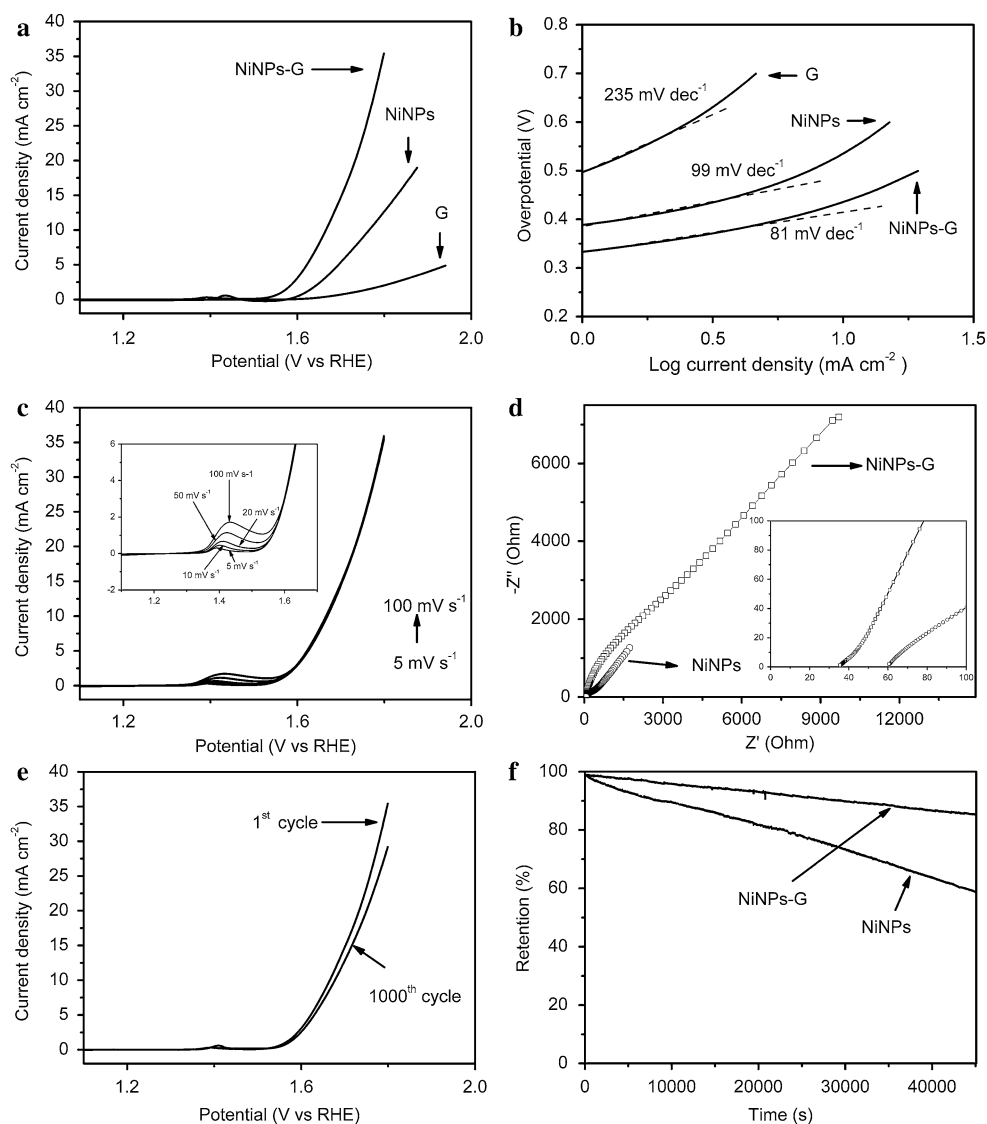 a
40
35
30
25
20
15
10
5
0
Current density (mA cm-2)
NiNPs-G
NiNPs
G
1.2
1.6
2.0
Potential (V vs RHE)
b
0.8
0.7
0.6
0.5
0.4
0.3
0.2
Overpotential (V)
G
235 mV dec-1
NiNPs
99 mV dec-1
81 mV dec-1
NiNPs-G
0.0
0.5
1.0
1.5
Log current density (mA cm-2 )
c
40
35
30
25
20
15
10
5
0
Current density (mA cm-2)
6
4
2
0
-2
100 mV s-1
50 mV s-1
20 mV s-1
10 mV s-1
5 mV s-1
1.2
1.4
1.6
100 mV s-1
5 mV s-1
1.2
1.6
2.0
Potential (V vs RHE)
d
6000
4000
2000
0
-Z" (Ohm)
NiNPs-G
NiNPs
100
80
60
40
20
0
0
20
40
60
80
100
0
3000
6000
9000
12000
Z' (Ohm)
e
40
35
30
25
20
15
10
5
0
Current density (mA cm-2)
1st cycle
1000th cycle
1.2
1.6
2.0
Potential (V vs RHE)
f
100
80
60
40
20
0
Retention (%)
NiNPs-G
NiNPs
0
10000
20000
30000
40000
Time (s)